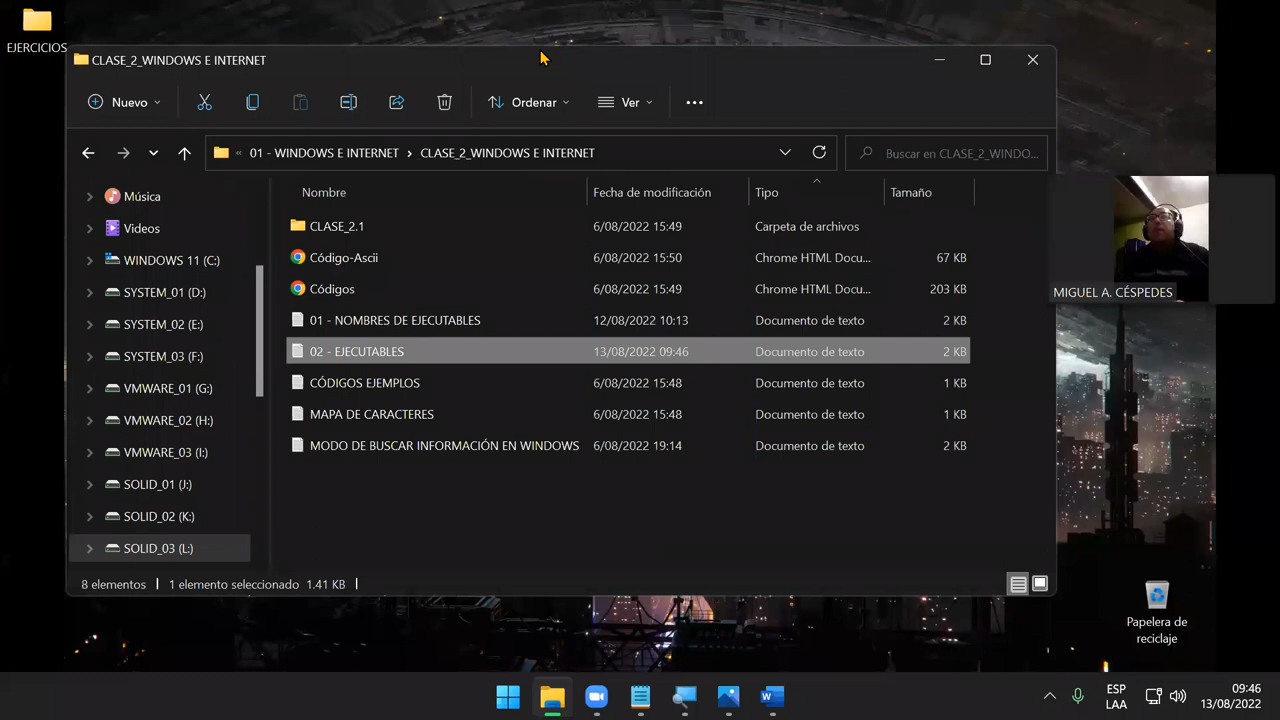 EJERCICIOS
CLASE_2_WINDOWS E INTERNET
Nuevo
Ordenar
Ver
« 01 - WINDOWS E INTERNET > CLASE_2_WINDOWS E INTERNET
Buscar en CLASE_2_WINDO...
Nombre Fecha de modificación Tipo Tamaño
CLASE_2.1 6/08/2022 15:49 Carpeta de archivos
Código-Ascii 6/08/2022 15:50 Chrome HTML Docu... 67 KB
Códigos 6/08/2022 15:49 Chrome HTML Docu... 203 KB
01 - NOMBRES DE EJECUTABLES 12/08/2022 10:13 Documento de texto 2 KB
02 - EJECUTABLES 13/08/2022 09:46 Documento de texto 2 KB
CÓDIGOS EJEMPLOS 6/08/2022 15:48 Documento de texto 1 KB
MAPA DE CARACTERES 6/08/2022 15:48 Documento de texto 1 KB
MODO DE BUSCAR INFORMACIÓN EN WINDOWS 6/08/2022 19:14 Documento de texto 2 KB
Música
Videos
WINDOWS 11 (C:)
SYSTEM_01 (D:)
SYSTEM_02 (E:)
SYSTEM_03 (F:)
VMWARE_01 (G:)
VMWARE_02 (H:)
VMWARE_03 (I:)
SOLID_01 (J:)
SOLID_02 (K:)
SOLID_03 (L:)
8 elementos 1 elemento seleccionado 1.41 KB
MIGUEL A. CÉSPEDES
Papelera de
reciclaje
ESP
LAA
09:46
13/08/2022